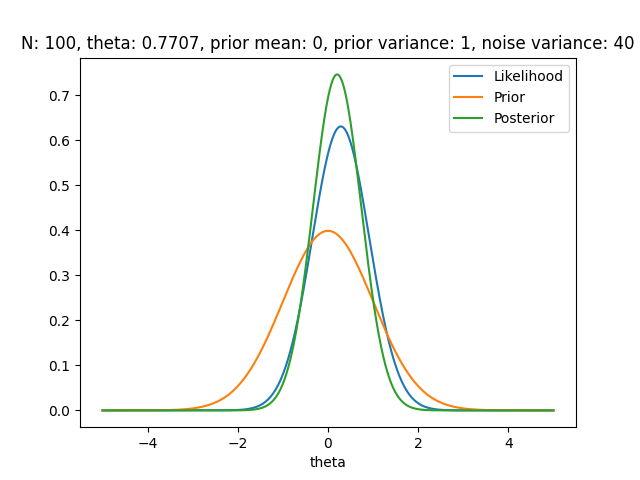 N: 100, theta: 0.7707, prior mean: 0, prior variance: 1, noise variance: 40
Likelihood
Prior
Posterior
0.7
0.6
0.5
0.4
0.3
0.2
0.1
0.0
−4 −2 0 2 4
theta